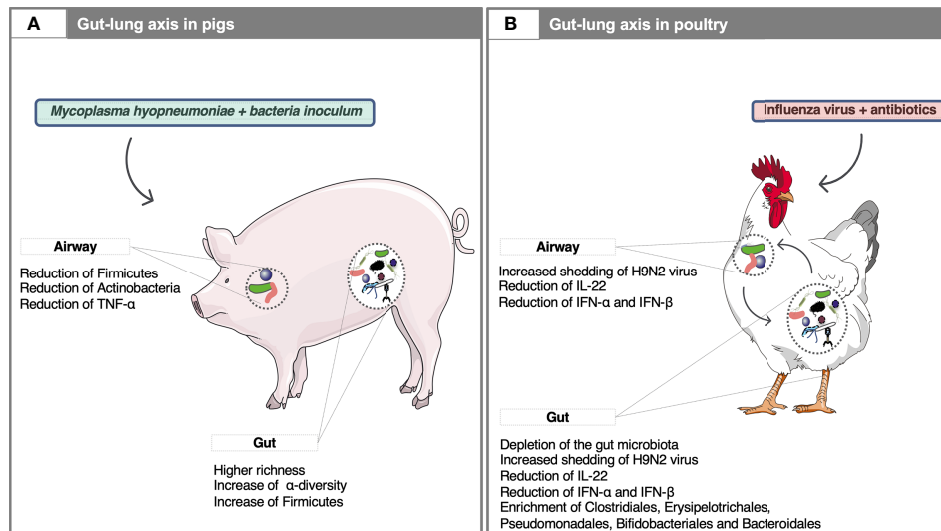 A
Gut-lung axis in pigs
Mycoplasma hyopneumoniae + bacteria inoculum
Airway
Reduction of Firmicutes
Reduction of Actinobacteria
Reduction of TNF-α
Gut
Higher richness
Increase of α-diversity
Increase of Firmicutes
B
Gut-lung axis in poultry
Influenza virus + antibiotics
Airway
Increased shedding of H9N2 virus
Reduction of IL-22
Reduction of IFN-α and IFN-β
Gut
Depletion of the gut microbiota
Increased shedding of H9N2 virus
Reduction of IL-22
Reduction of IFN-α and IFN-β
Enrichment of Clostridiales, Erysipelotrichales,
Pseudomonadales, Bifidobacteriales and Bacteroidales